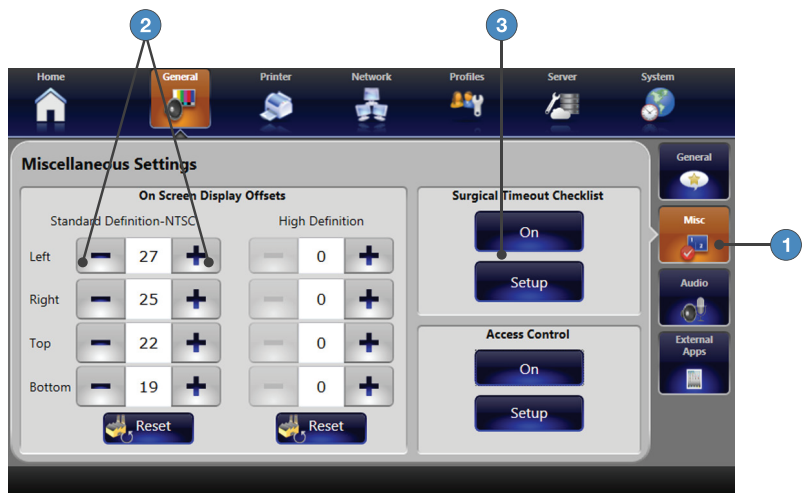 2
3
Home
General
Printer
Network
Profiles
Server
System
Miscellaneous Settings
On Screen Display Offsets
Standard Definition-NTSC
High Definition
Left
27
0
Right
25
0
Top
22
0
Bottom
19
0
Reset
Reset
Surgical Timeout Checklist
On
Setup
Access Control
On
Setup
General
Misc
1
Audio
External
Apps